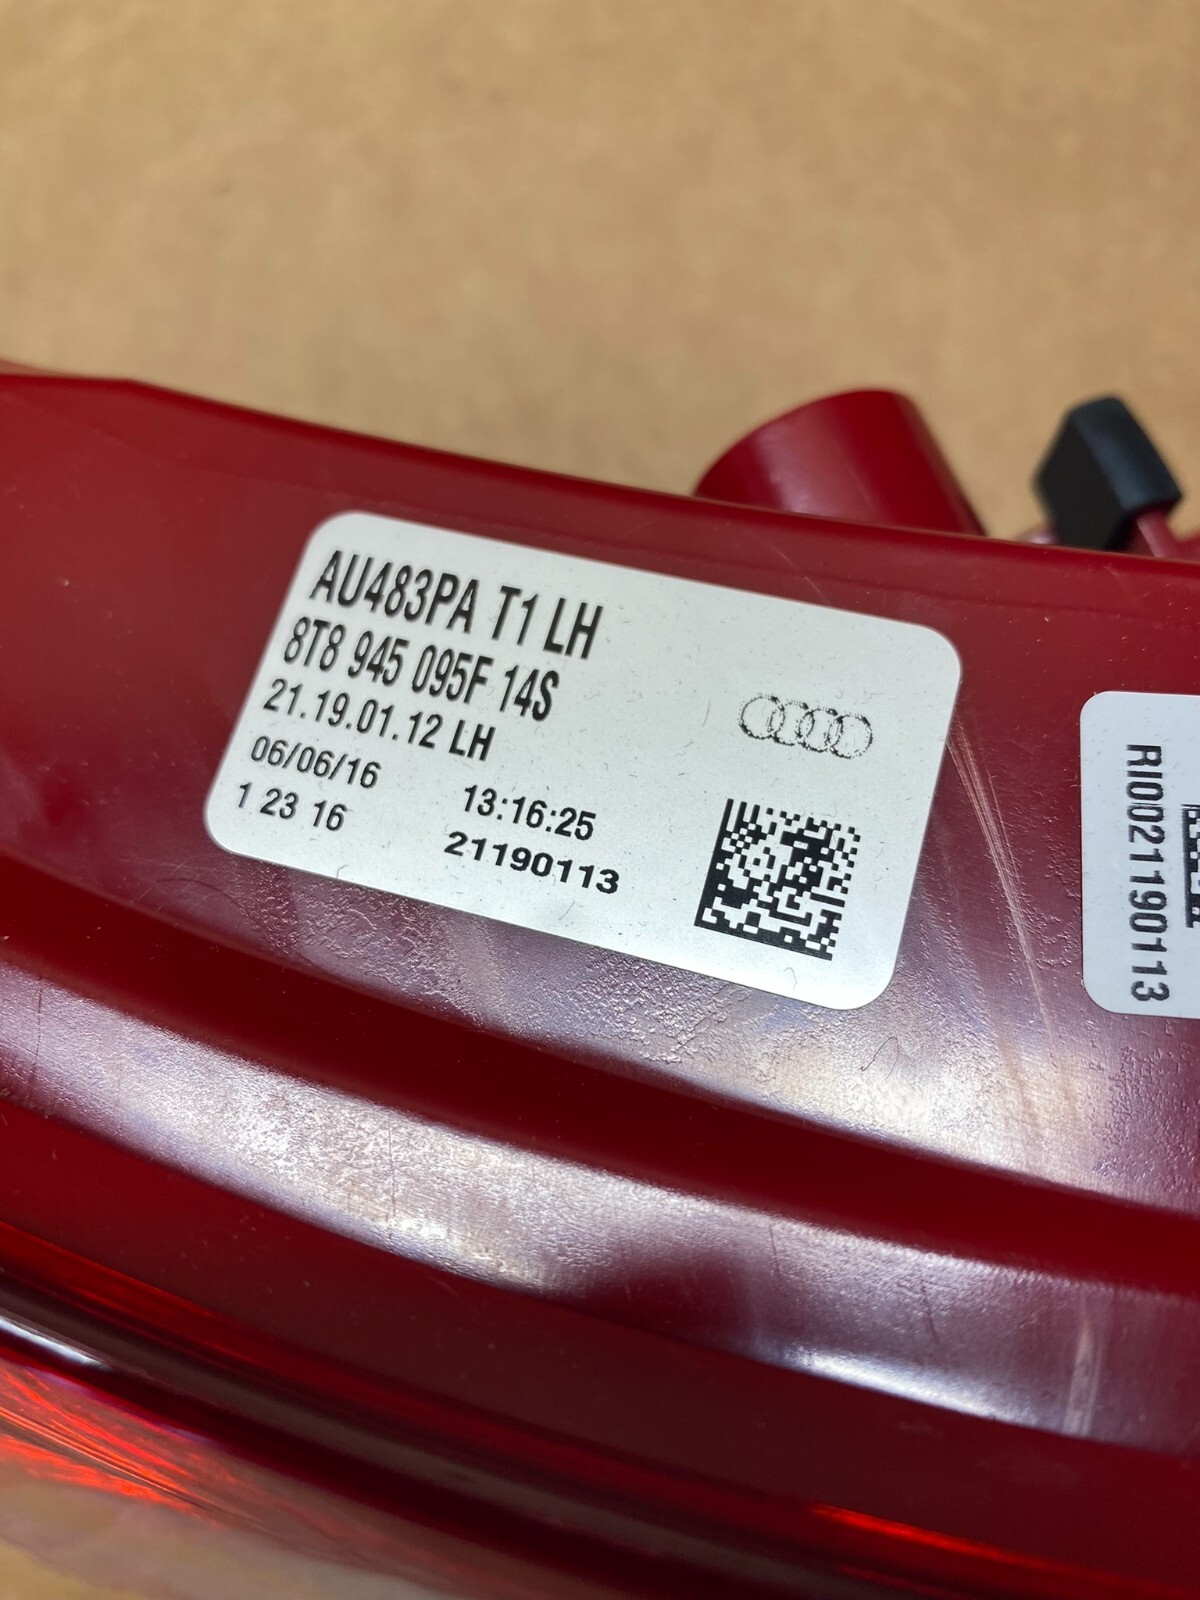 AU483PA T1 LH
8T8 945 095F 14S
21.19.01.12 LH
06/06/16 13:16:25
1 23 16 21190113
RI0021190113